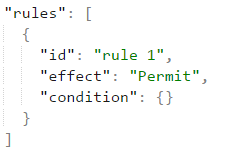 "rules": [
  {
    "id": "rule 1",
    "effect": "Permit",
    "condition": {}
  }
]